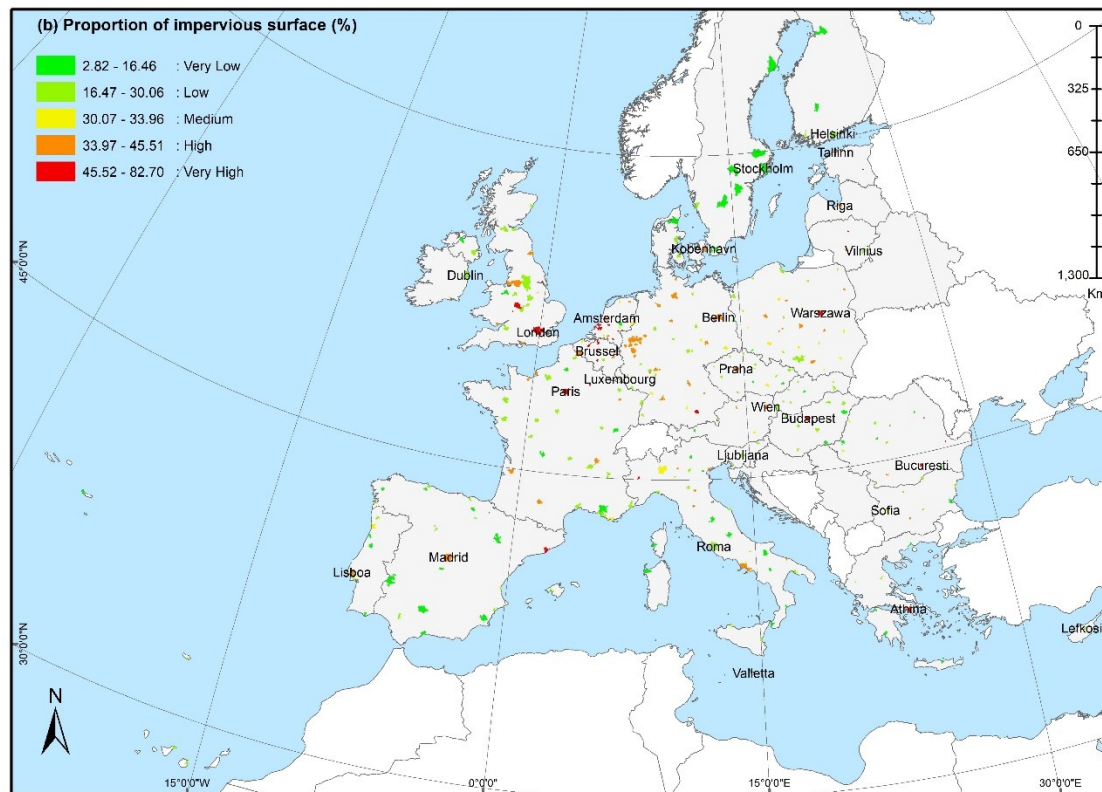 (b) Proportion of impervious surface (%)
2.82 - 16.46 : Very Low
16.47 - 30.06 : Low
30.07 - 33.96 : Medium
33.97 - 45.51 : High
45.52 - 82.70 : Very High
0
325
650
1,300
Km
Helsinki
Tallinn
Stockholm
Riga
Vilnius
København
Dublin
45°0'0"N
London
Amsterdam
Berlin
Warszawa
Brussel
Luxembourg
Praha
Paris
Wien
Budapest
Ljubljana
Bucuresti
Sofia
Madrid
Roma
Lisboa
Athina
Lefkosi
30°0'0"N
Valletta
N
15°0'0"W
0°0'0"
15°0'0"E
30°0'0"E